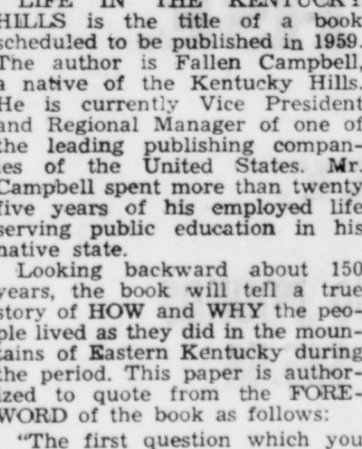 LIFE IN THE KENTUCKY
HILLS is the title of a book
scheduled to be published in 1959.
The author is Fallen Campbell,
a native of the Kentucky Hills.
He is currently Vice President
and Regional Manager of one of
the leading publishing compan-
ies of the United States. Mr.
Campbell spent more than twenty
five years of his employed life
serving public education in his
native state.
Looking backward about 150
years, the book will tell a true
story of HOW and WHY the peo-
ple lived as they did in the moun-
tains of Eastern Kentucky during
the period. This paper is author-
ized to quote from the FORE-
WORD of the book as follows:
"The first question which you